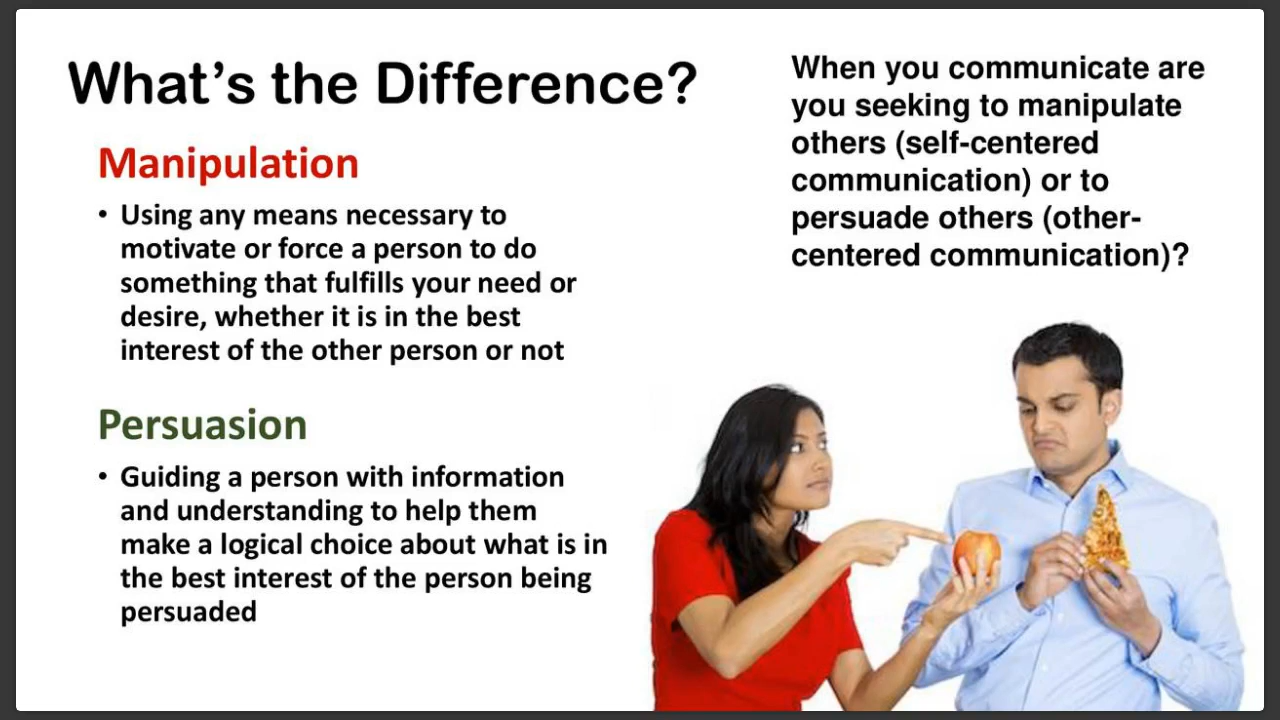 What’s the Difference?
Manipulation
• Using any means necessary to
motivate or force a person to do
something that fulfills your need or
desire, whether it is in the best
interest of the other person or not
Persuasion
• Guiding a person with information
and understanding to help them
make a logical choice about what is in
the best interest of the person being
persuaded
When you communicate are
you seeking to manipulate
others (self-centered
communication) or to
persuade others (other-
centered communication)?